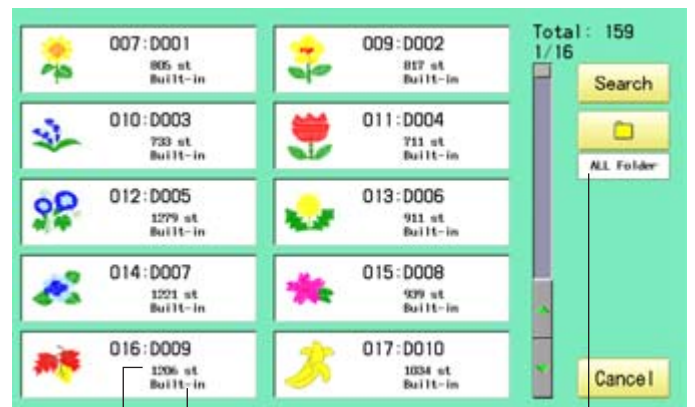 007:D001
805 st
Built-in
009:D002
817 st
Built-in
010:D003
733 st
Built-in
011:D004
711 st
Built-in
012:D005
1279 st
Built-in
013:D006
911 st
Built-in
014:D007
1221 st
Built-in
015:D008
939 st
Built-in
016:D009
1206 st
Built-in
017:D010
1034 st
Built-in
Total: 159
1/16
Search
ALL Folder
Cancel